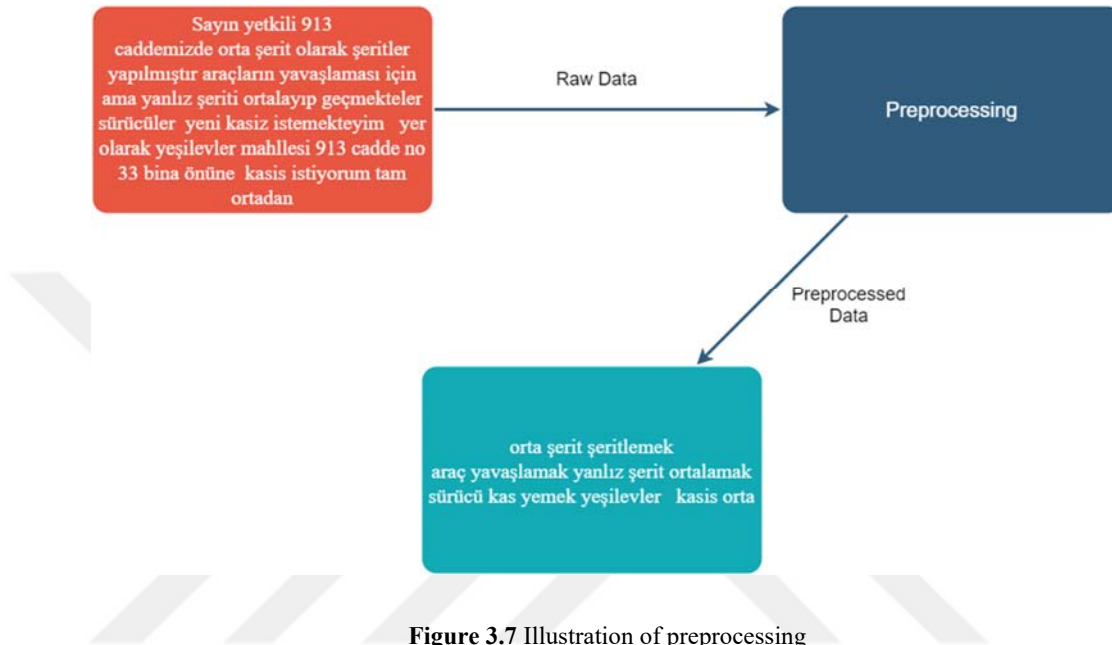 Sayın yetkili 913
caddemizde orta şerit olarak şeritler
yapılmıştır araçların yavaşlaması için
ama yanlız şeriti ortalayıp geçmekteler
sürücüler yeni kasiz istemekteyim yer
olarak yeşilevler mahllesi 913 cadde no
33 bina önüne kasis istiyorum tam
ortadan
Raw Data
Preprocessing
Preprocessed
Data
orta şerit şeritlemek
araç yavaşlamak yanlız şerit ortalamak
sürücü kas yemek yeşilevler kasis orta
Figure 3.7 Illustration of preprocessing